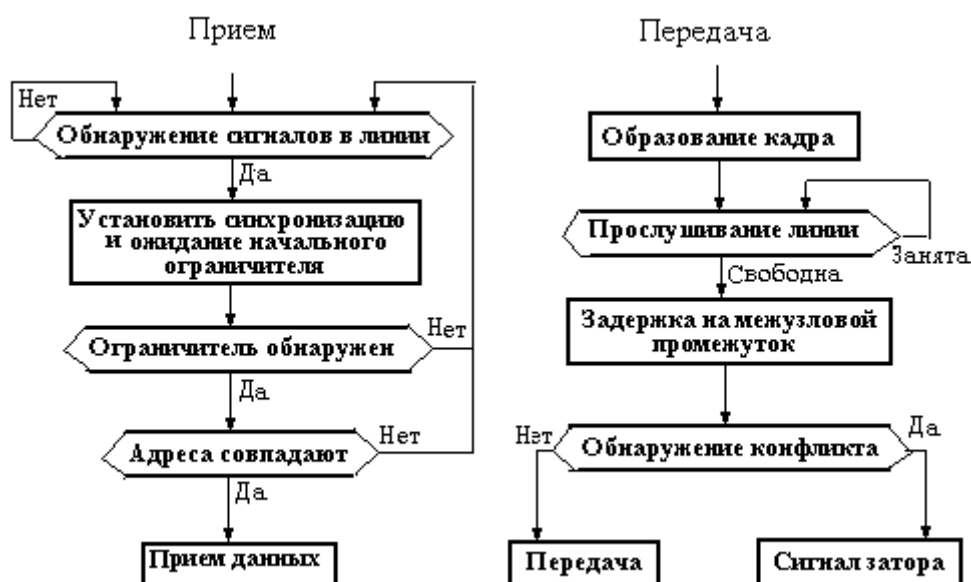 Прием
Нет
Обнаружение сигналов в линии
Да
Установить синхронизацию
и ожидание начального
ограничителя
Ограничитель обнаружен
Нет
Да
Адреса совпадают
Нет
Да
Прием данных
Передача
Образование кадра
Прослушивание линии
Занята
Свободна
Задержка на межузловой
промежуток
Обнаружение конфликта
Нет
Да
Передача
Сигнал затора